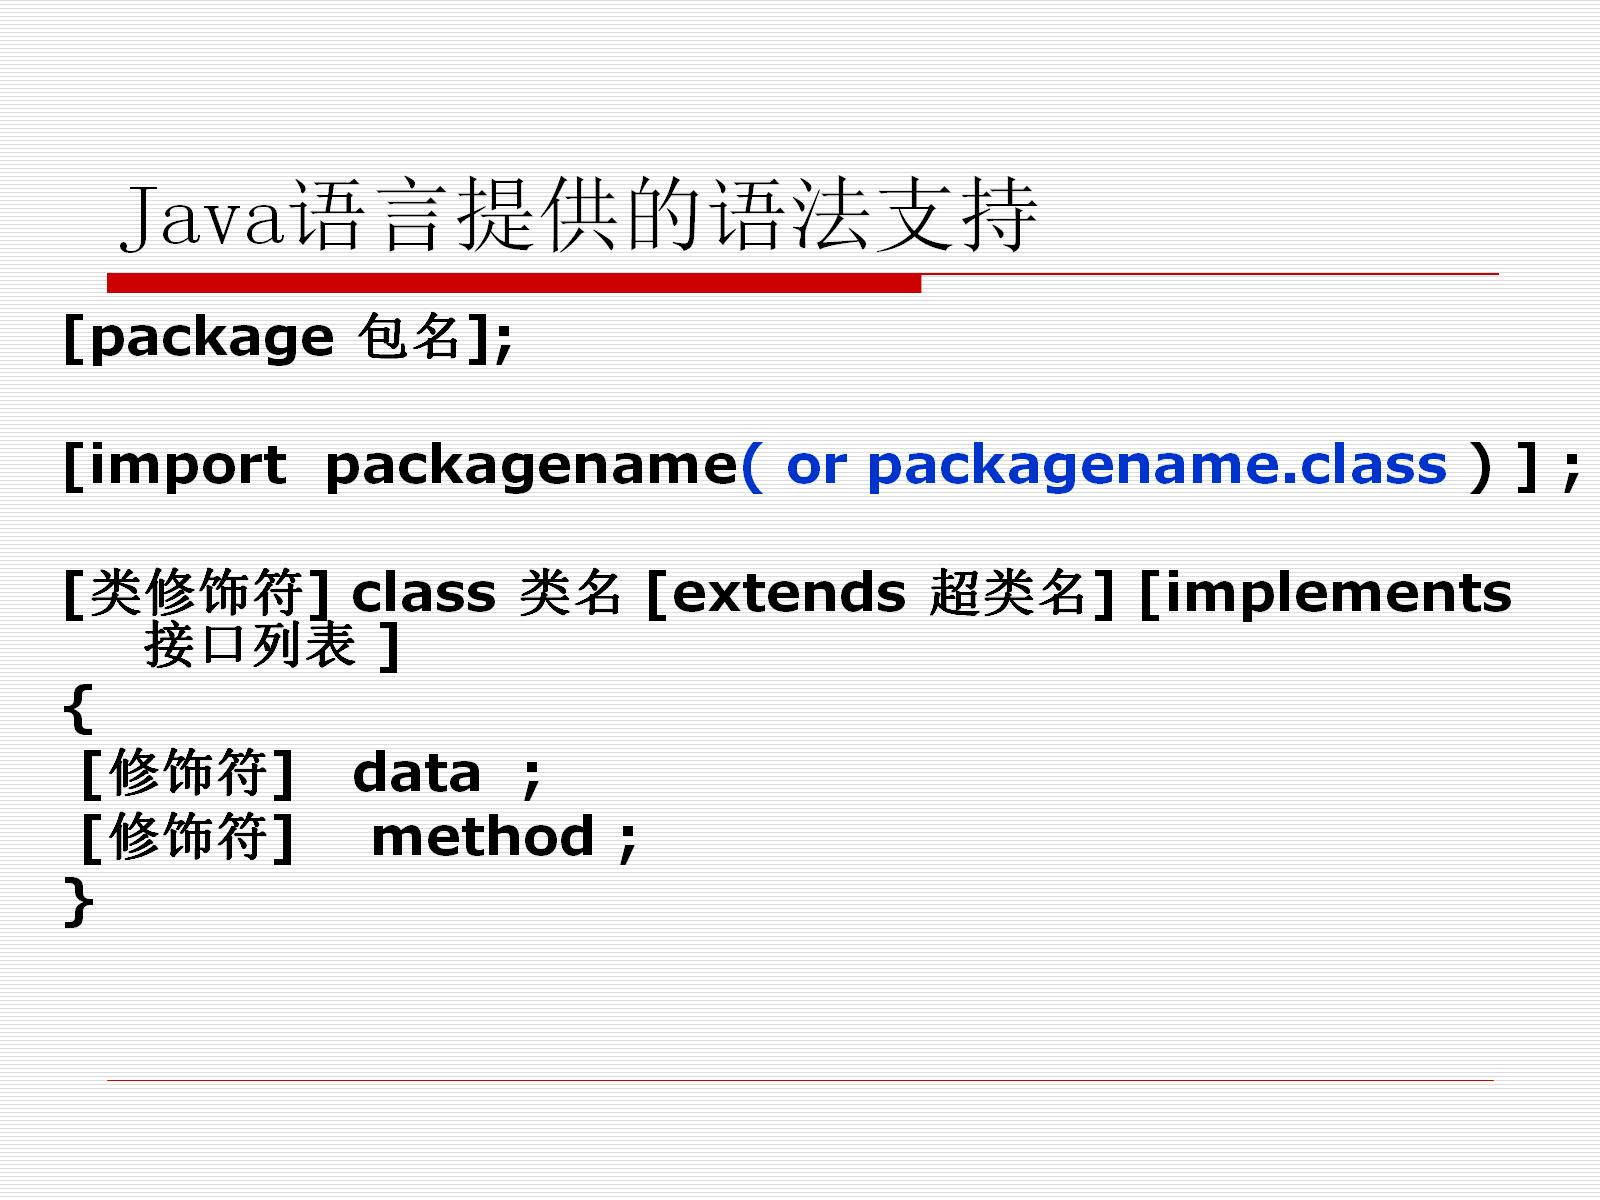 Java语言提供的语法支持
[package 包名];
[import packagename( or packagename.class ) ] ;
[类修饰符] class 类名 [extends 超类名] [implements
接口列表 ]
{
[修饰符] data ;
[修饰符] method ;
}